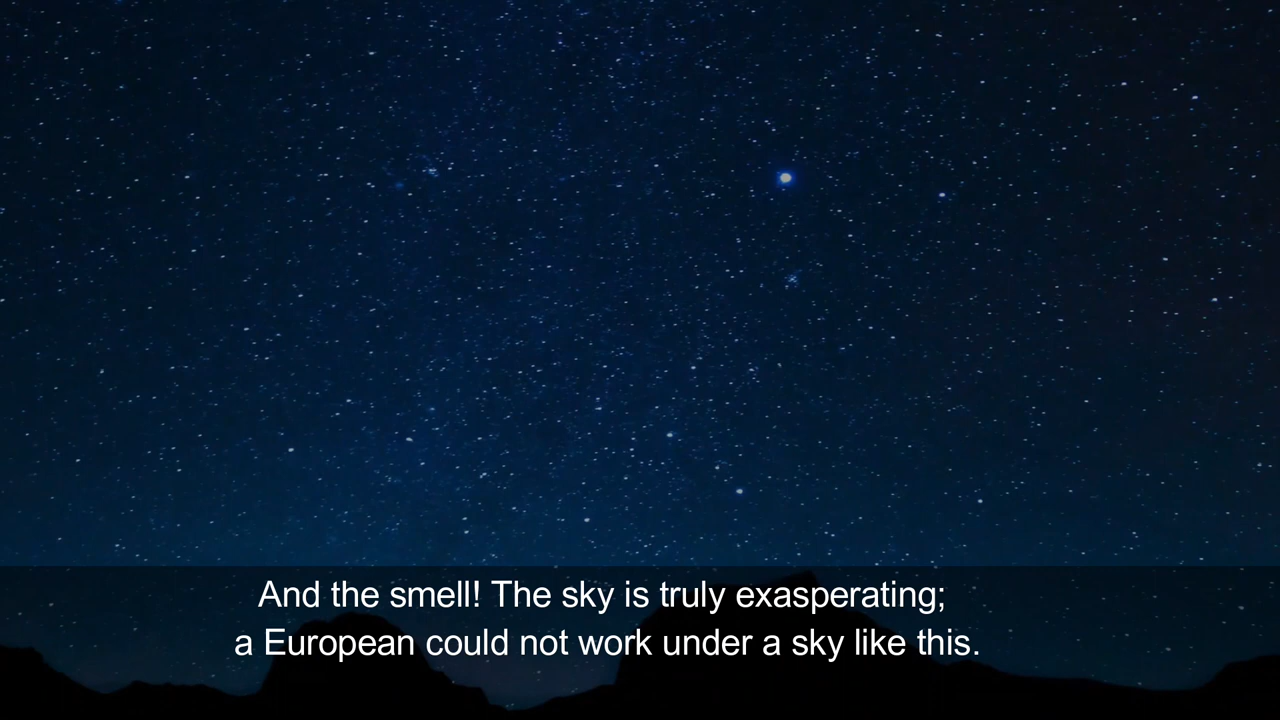 And the smell! The sky is truly exasperating;
a European could not work under a sky like this.